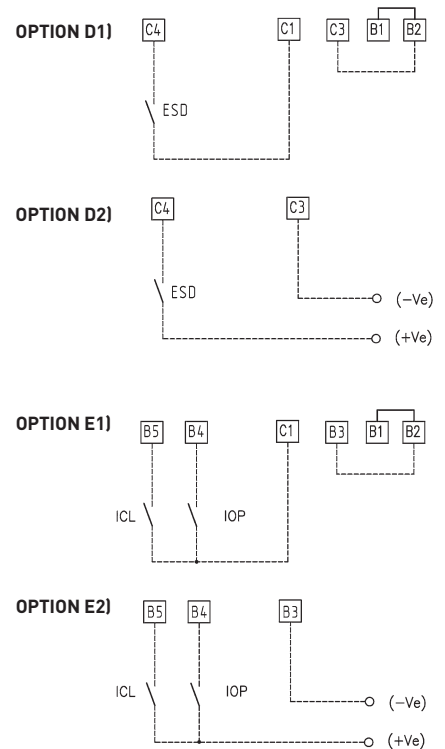 OPTION D1) C4 C1 C3 B1 B2
ESD
OPTION D2) C4 C3
ESD
(-Ve)
(+Ve)
OPTION E1) B5 B4 C1 B3 B1 B2
ICL IOP
OPTION E2) B5 B4 B3
ICL IOP
(-Ve)
(+Ve)